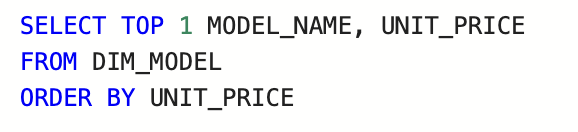 SELECT TOP 1 MODEL_NAME, UNIT_PRICE
FROM DIM_MODEL
ORDER BY UNIT_PRICE